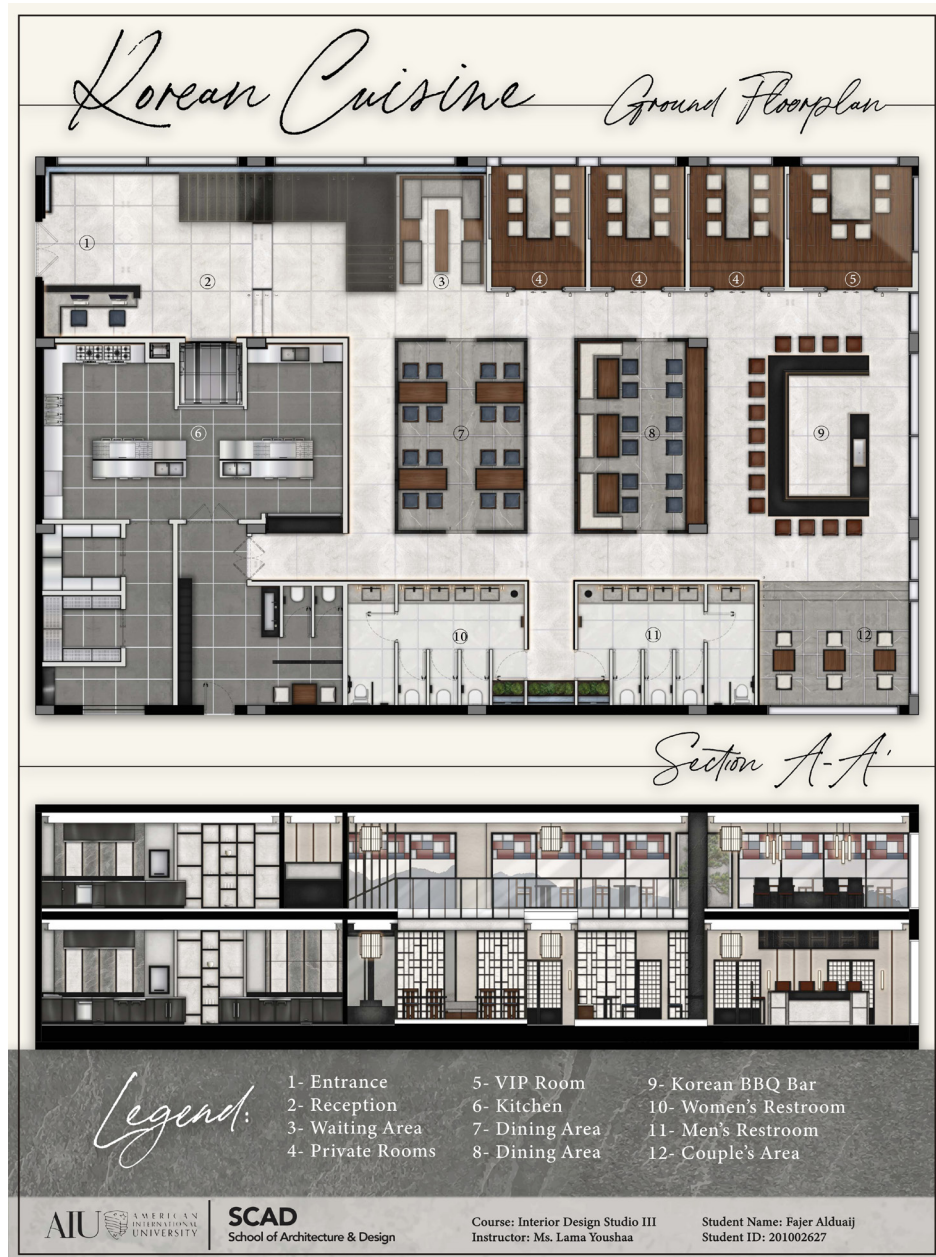 Korean Cuisine
Ground Floorplan
1
2
3
4
4
4
5
6
7
8
9
10
11
12
Section A-A'
Legend:
1- Entrance
2- Reception
3- Waiting Area
4- Private Rooms
5- VIP Room
6- Kitchen
7- Dining Area
8- Dining Area
9- Korean BBQ Bar
10- Women's Restroom
11- Men's Restroom
12- Couple's Area
AIU
AMERICAN
INTERNATIONAL
UNIVERSITY
SCAD
School of Architecture & Design
Course: Interior Design Studio III
Instructor: Ms. Lama Youshaa
Student Name: Fajer Alduaij
Student ID: 201002627